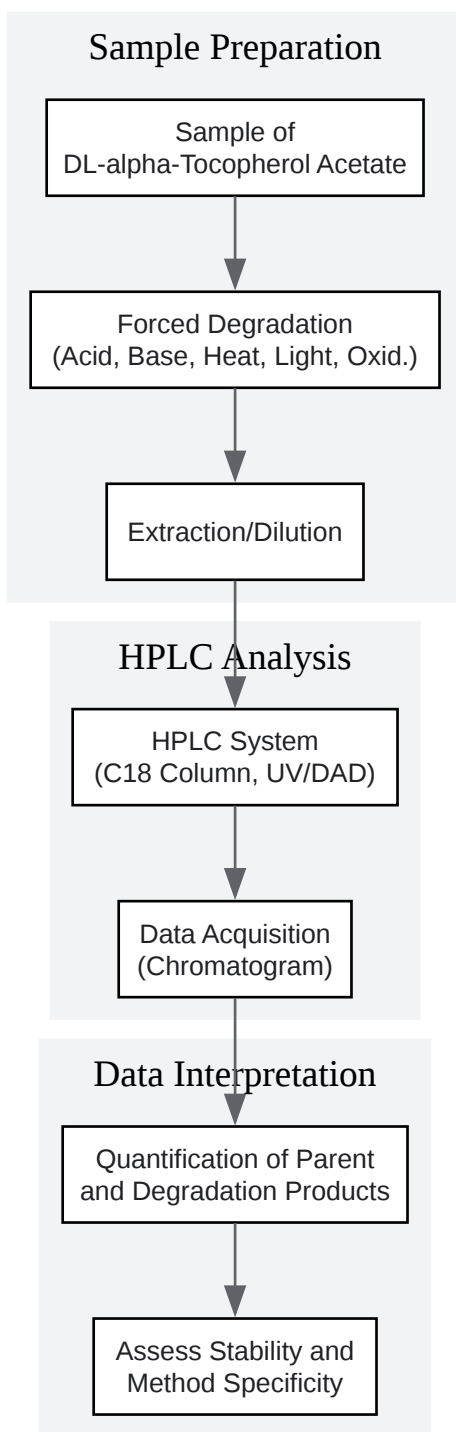 Sample Preparation
Sample of
DL-alpha-Tocopherol Acetate
Forced Degradation
(Acid, Base, Heat, Light, Oxid.)
Extraction/Dilution
HPLC Analysis
HPLC System
(C18 Column, UV/DAD)
Data Acquisition
(Chromatogram)
Data Interpretation
Quantification of Parent
and Degradation Products
Assess Stability and
Method Specificity